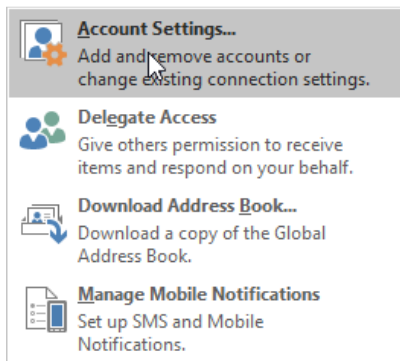 Account Settings...
Add and remove accounts or
change existing connection settings.
Delegate Access
Give others permission to receive
items and respond on your behalf.
Download Address Book...
Download a copy of the Global
Address Book.
Manage Mobile Notifications
Set up SMS and Mobile
Notifications.